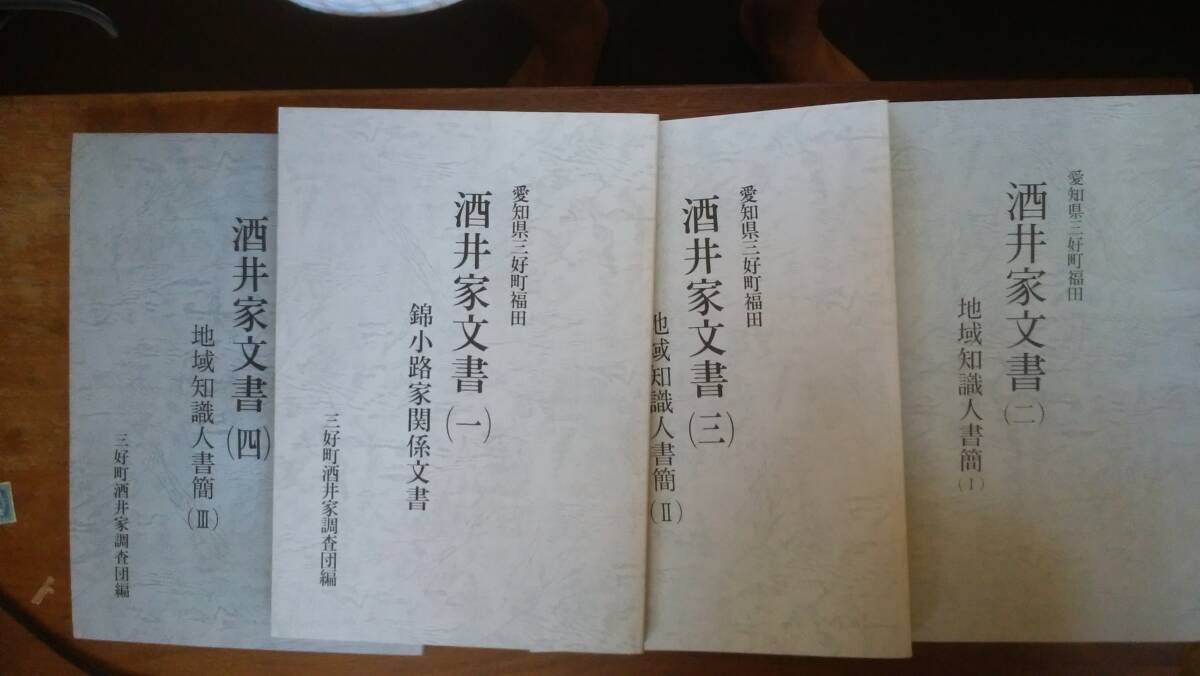 愛知県三好町福田
酒井家文書(二)
地域知識人書簡(I)
愛知県三好町福田
酒井家文書(三)
地域知識人書簡(II)
愛知県三好町福田
酒井家文書(一)
錦小路家関係文書
三好町酒井家調査団編
酒井家文書(四)
地域知識人書簡(III)
三好町酒井家調査団編